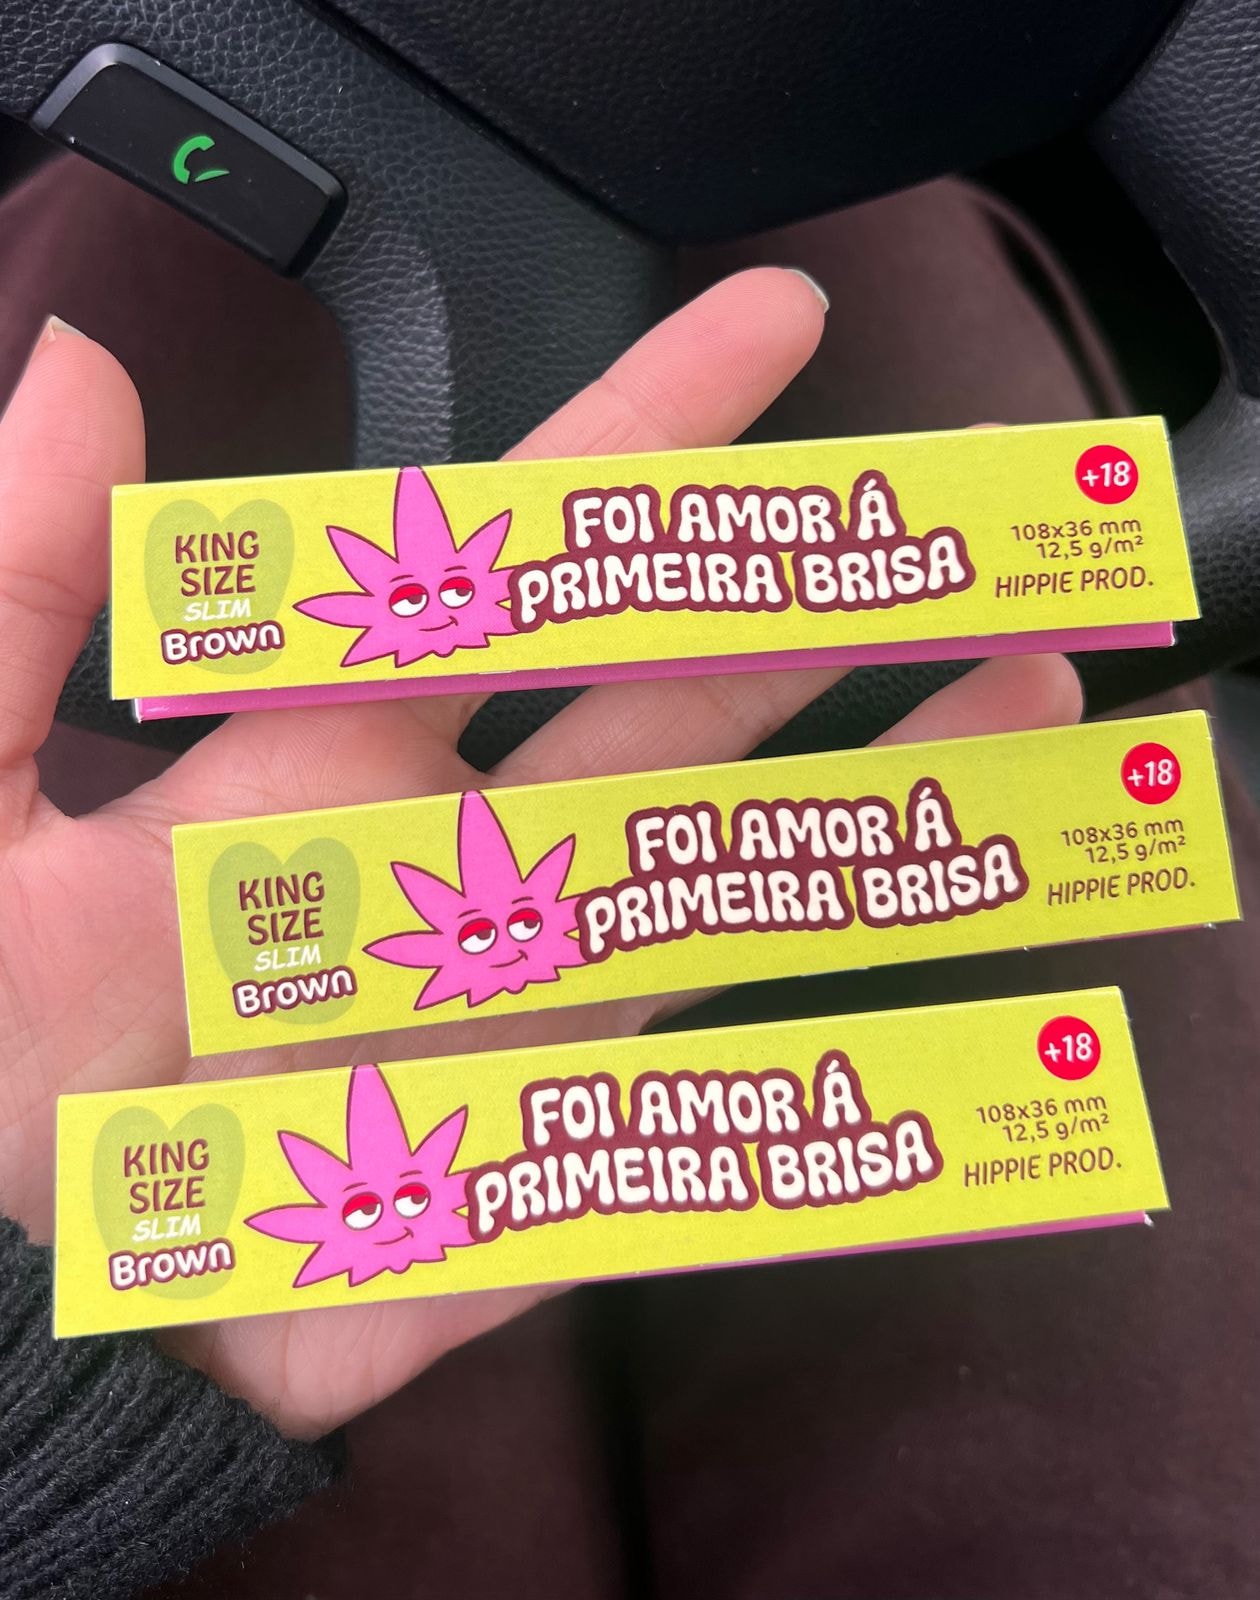 KING
SIZE
SLIM
Brown
FOI AMOR Á
PRIMEIRA BRISA
+18
108x36 mm
12,5 g/m²
HIPPIE PROD.
KING
SIZE
SLIM
Brown
FOI AMOR Á
PRIMEIRA BRISA
+18
108x36 mm
12,5 g/m²
HIPPIE PROD.
KING
SIZE
SLIM
Brown
FOI AMOR Á
PRIMEIRA BRISA
+18
108x36 mm
12,5 g/m²
HIPPIE PROD.